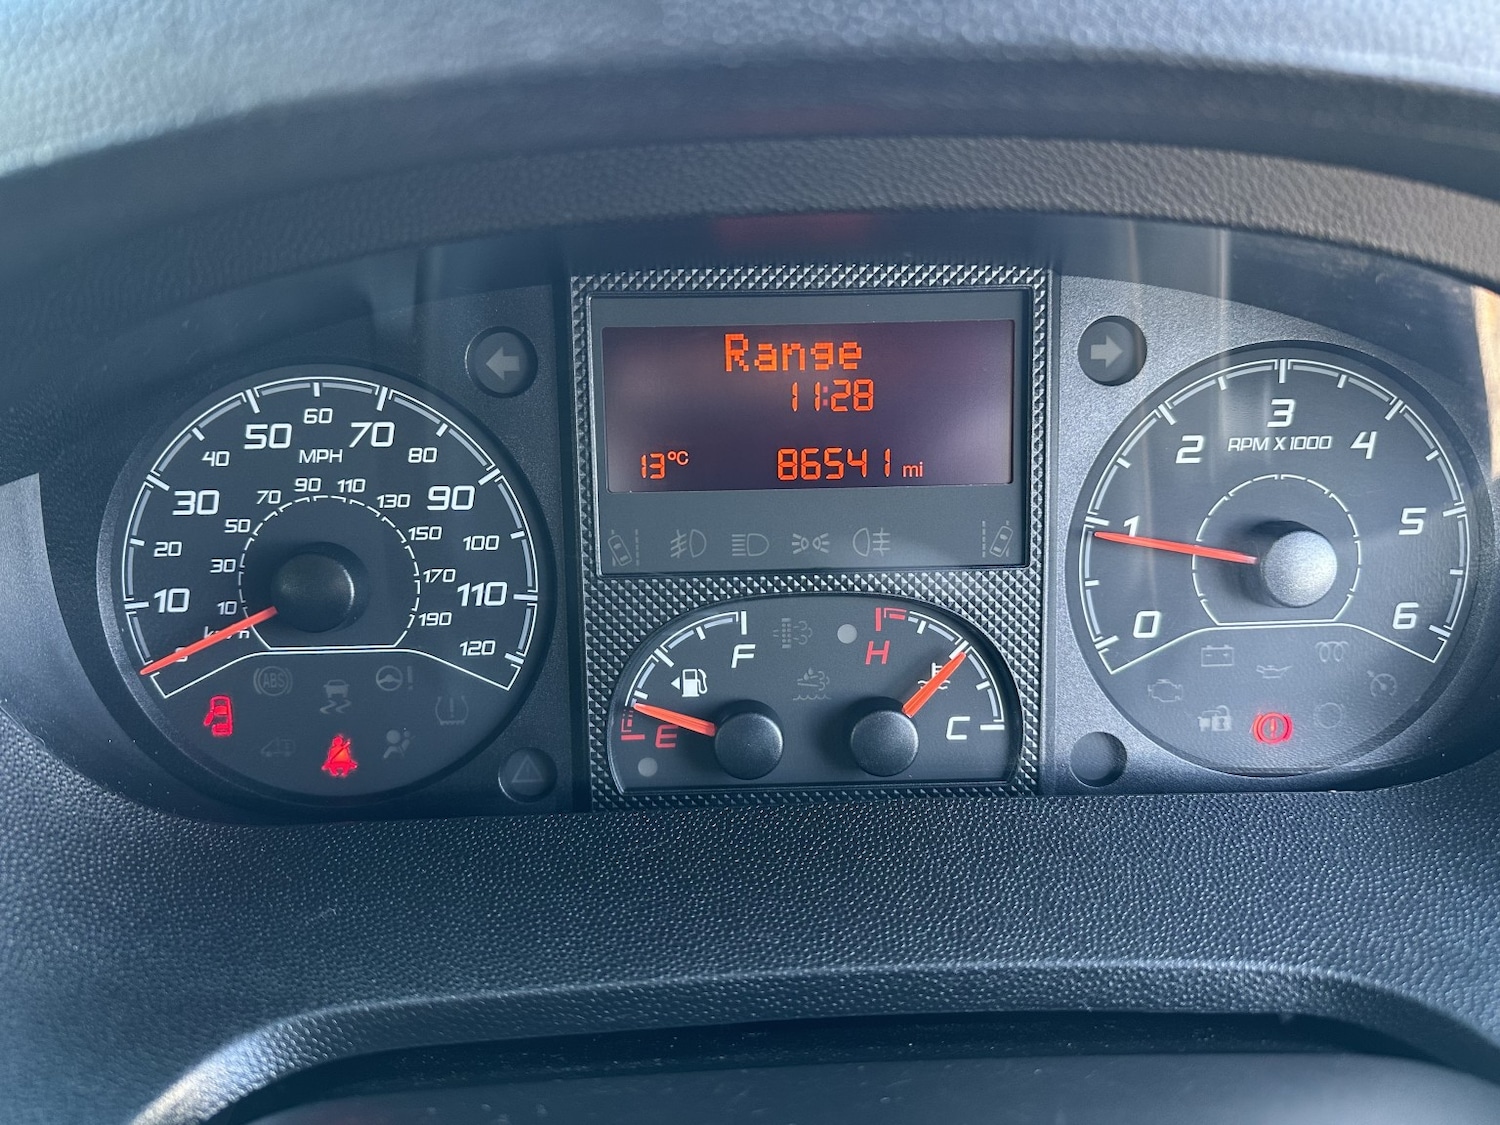 Range
11:28
13°C 86541 mi
10 20 30 40 50 60 70 80 90 100 110 120
MPH
10 30 50 70 90 110 130 150 170 190
km/h
ABS
F
E
H
C
0 1 2 3 4 5 6
RPM X 1000